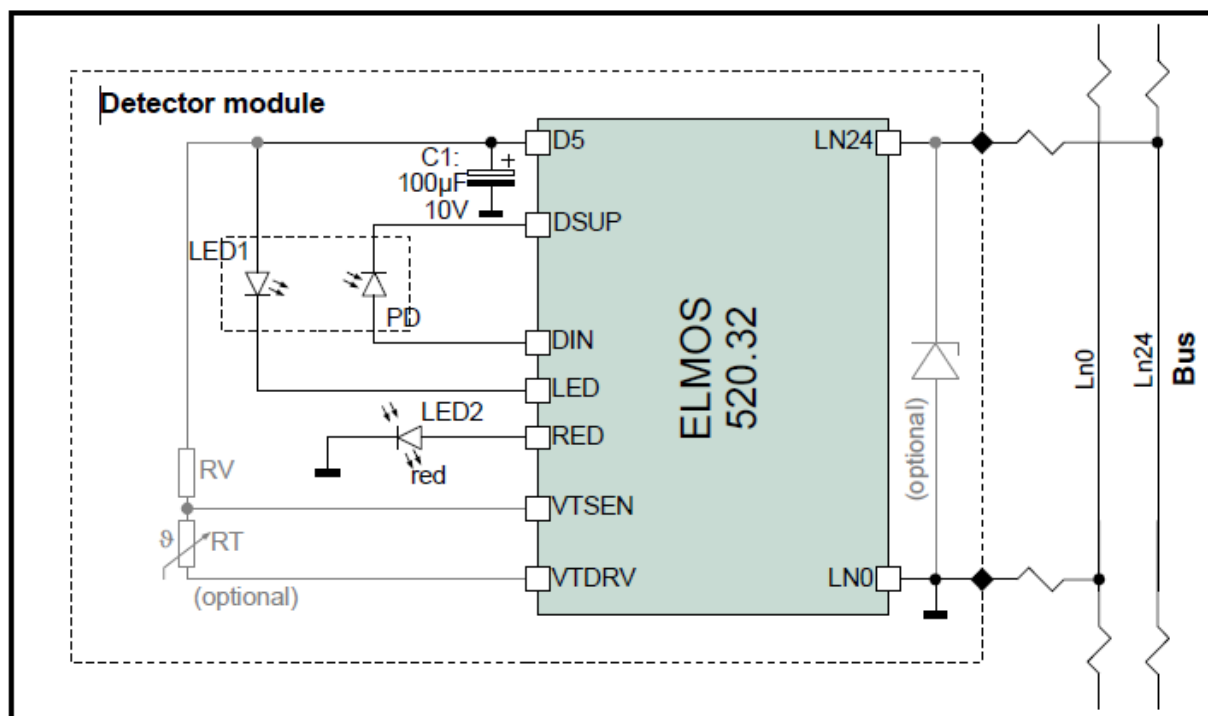 Detector module
D5
LN24
C1:
+
100µF
10V
DSUP
LED1
PD
DIN
LED
LED2
RED
red
RV
VTSEN
ϑ
RT
(optional)
VTDRV
ELMOS
520.32
LN0
(optional)
Ln0
Ln24
Bus